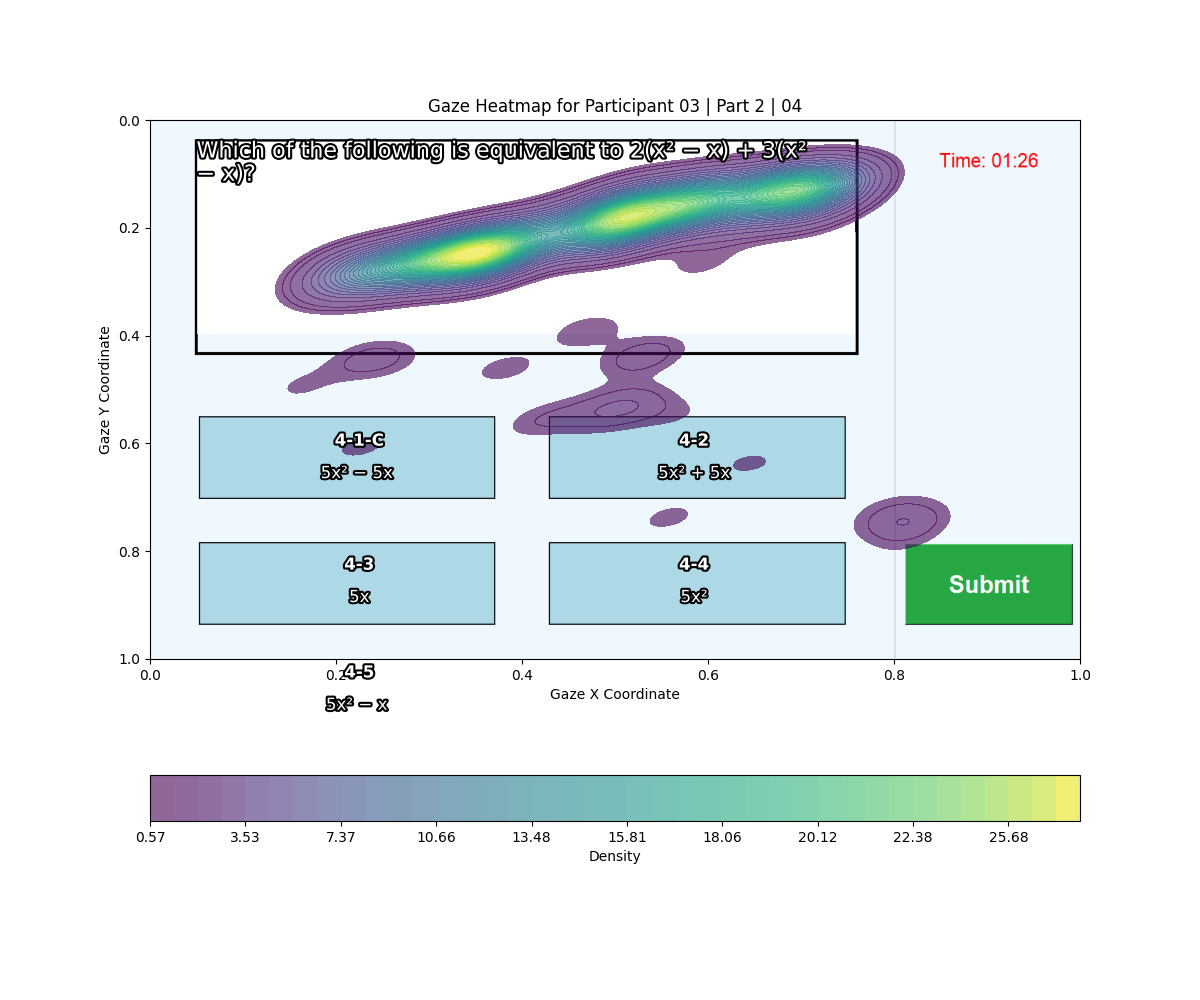 Gaze Heatmap for Participant 03 | Part 2 | 04
Which of the following is equivalent to 2(x² − x) + 3(x²
− x)?
Time: 01:26
Gaze Y Coordinate
0.0
0.2
0.4
0.6
0.8
1.0
4-1-C
5x² − 5x
4-2
5x² + 5x
4-3
5x
4-4
5x²
Submit
0.0
0.2
0.4
0.6
0.8
1.0
4-5
5x² − x
Gaze X Coordinate
0.57
3.53
7.37
10.66
13.48
15.81
18.06
20.12
22.38
25.68
Density